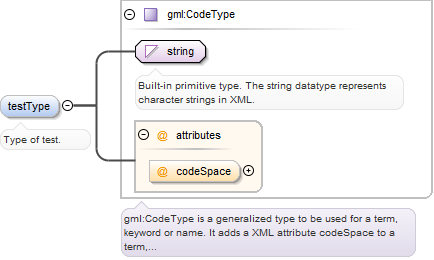 gml:CodeType
string
Built-in primitive type. The string datatype represents
character strings in XML.
testType
Type of test.
@ attributes
@ codeSpace
gml:CodeType is a generalized type to be used for a term,
keyword or name. It adds a XML attribute codeSpace to a
term,...